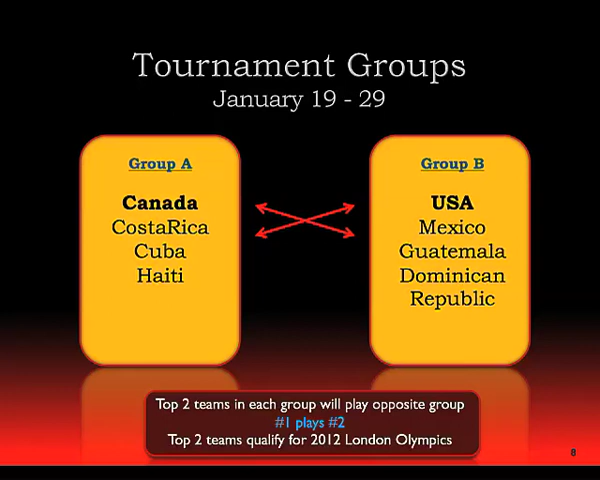 Tournament Groups
January 19 - 29
Group A
Canada
CostaRica
Cuba
Haiti
Group B
USA
Mexico
Guatemala
Dominican
Republic
Top 2 teams in each group will play opposite group
#1 plays #2
Top 2 teams qualify for 2012 London Olympics
8